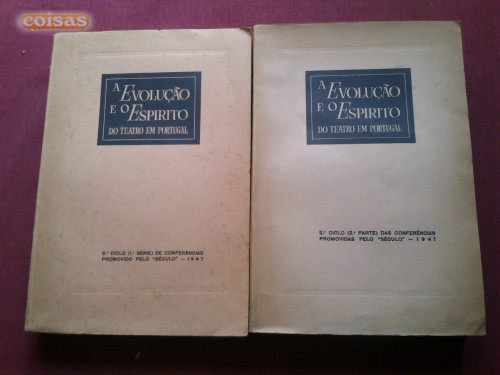 coisas
A EVOLUÇÃO
E O ESPIRITO
DO TEATRO EM PORTUGAL
2.º CICLO (1.ª SÉRIE) DE CONFERENCIAS
PROMOVIDO PELO "SÉCULO" — 1947
A EVOLUÇÃO
E O ESPIRITO
DO TEATRO EM PORTUGAL
2.º CICLO (2.ª PARTE) DAS CONFERÊNCIAS
PROMOVIDAS PELO "SÉCULO" — 1947